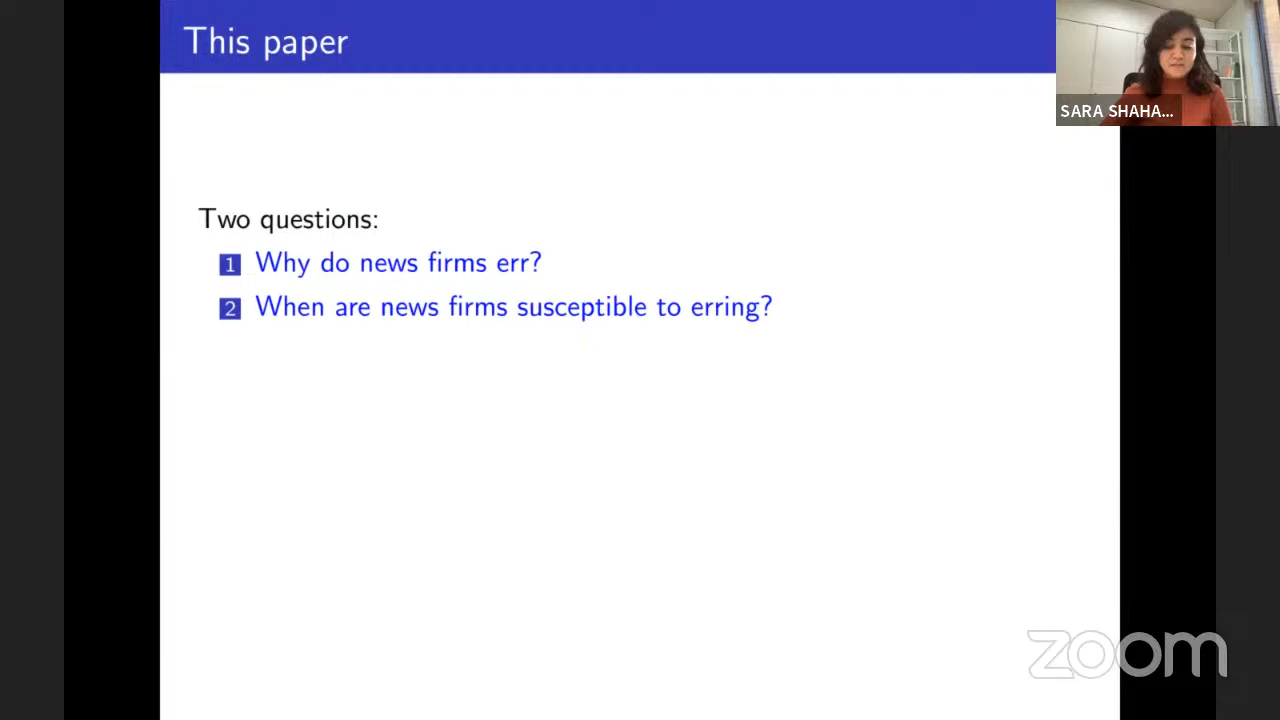 This paper
SARA SHAHA...
Two questions:
1 Why do news firms err?
2 When are news firms susceptible to erring?
zoom